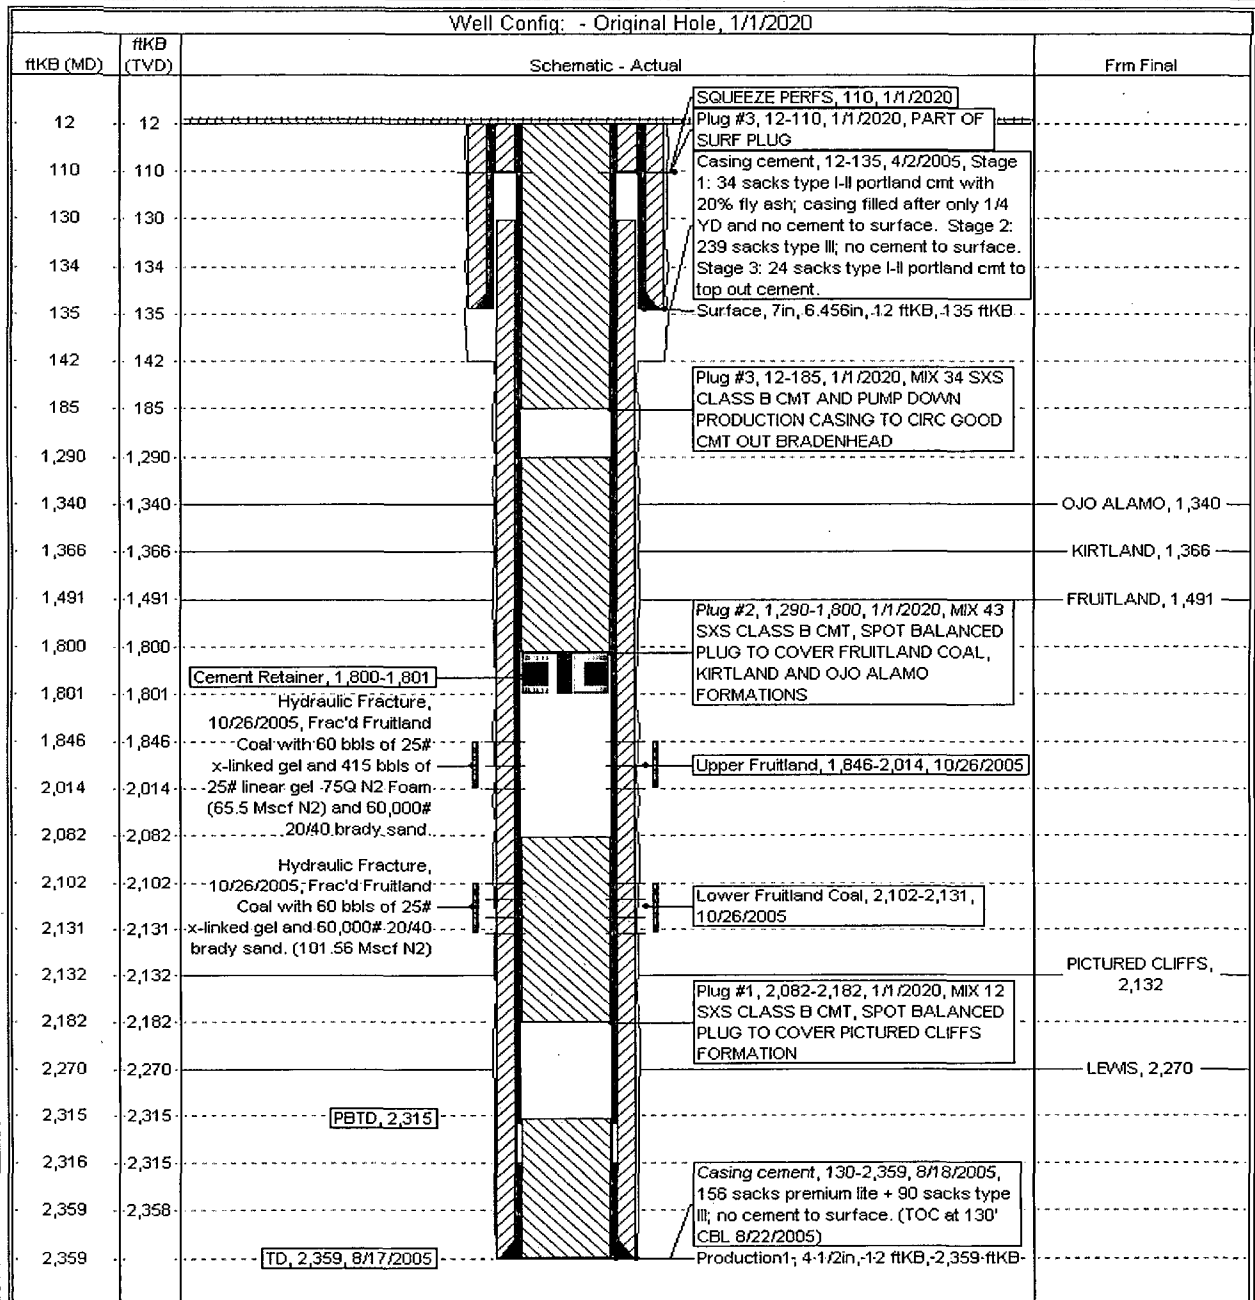 Well Config: - Original Hole, 1/1/2020
ftKB (MD)
ftKB
(TVD)
Schematic - Actual
Frm Final
12
12
110
110
130
130
134
134
135
135
142
142
185
185
1,290
1,290
1,340
1,340
1,366
1,366
1,491
1,491
1,800
1,800
1,801
1,801
1,846
1,846
2,014
2,014
2,082
2,082
2,102
2,102
2,131
2,131
2,132
2,132
2,182
2,182
2,270
2,270
2,315
2,315
2,316
2,315
2,359
2,358
2,359
SQUEEZE PERFS, 110, 1/1/2020
Plug #3, 12-110, 1/1/2020, PART OF
SURF PLUG
Casing cement, 12-135, 4/2/2005, Stage
1: 34 sacks type I-II portland cmt with
20% fly ash; casing filled after only 1/4
YD and no cement to surface. Stage 2:
239 sacks type III; no cement to surface.
Stage 3: 24 sacks type I-II portland cmt to
top out cement.
Surface, 7in, 6.456in, 12 ftKB, 135 ftKB
Plug #3, 12-185, 1/1/2020, MIX 34 SXS
CLASS B CMT AND PUMP DOWN
PRODUCTION CASING TO CIRC GOOD
CMT OUT BRADENHEAD
OJO ALAMO, 1,340
KIRTLAND, 1,366
FRUITLAND, 1,491
Plug #2, 1,290-1,800, 1/1/2020, MIX 43
SXS CLASS B CMT, SPOT BALANCED
PLUG TO COVER FRUITLAND COAL,
KIRTLAND AND OJO ALAMO
FORMATIONS
Cement Retainer, 1,800-1,801
Hydraulic Fracture,
10/26/2005, Frac'd Fruitland
Coal with 60 bbls of 25#
x-linked gel and 415 bbls of
25# linear gel 75Q N2 Foam
(65.5 Mscf N2) and 60,000#
20/40 brady sand.
Upper Fruitland, 1,846-2,014, 10/26/2005
Hydraulic Fracture,
10/26/2005, Frac'd Fruitland
Coal with 60 bbls of 25#
x-linked gel and 60,000# 20/40
brady sand. (101.56 Mscf N2)
Lower Fruitland Coal, 2,102-2,131,
10/26/2005
PICTURED CLIFFS,
2,132
Plug #1, 2,082-2,182, 1/1/2020, MIX 12
SXS CLASS B CMT, SPOT BALANCED
PLUG TO COVER PICTURED CLIFFS
FORMATION
LEWIS, 2,270
PBTD, 2,315
Casing cement, 130-2,359, 8/18/2005,
156 sacks premium lite + 90 sacks type
III; no cement to surface. (TOC at 130'
CBL 8/22/2005)
TD, 2,359, 8/17/2005
Production1, 4-1/2in, 12 ftKB, 2,359 ftKB